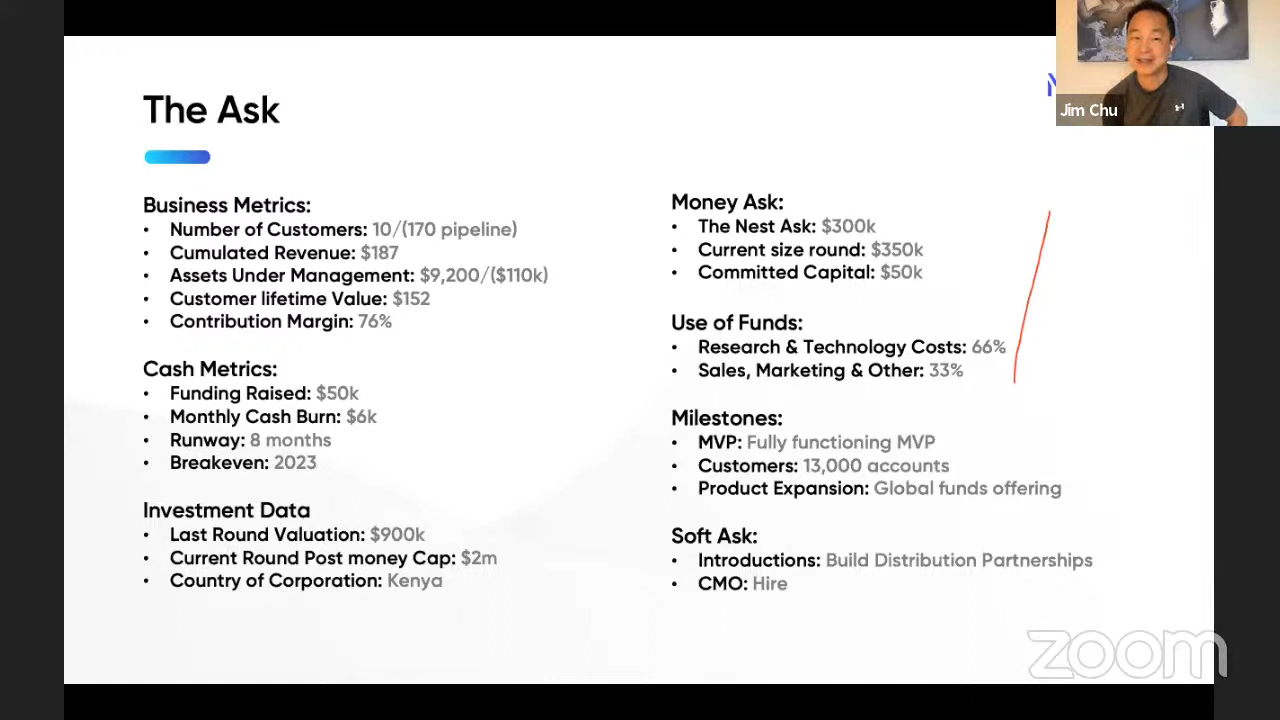 The Ask
Jim Chu
Business Metrics:
• Number of Customers: 10/(170 pipeline)
• Cumulated Revenue: $187
• Assets Under Management: $9,200/($110k)
• Customer lifetime Value: $152
• Contribution Margin: 76%
Cash Metrics:
• Funding Raised: $50k
• Monthly Cash Burn: $6k
• Runway: 8 months
• Breakeven: 2023
Investment Data
• Last Round Valuation: $900k
• Current Round Post money Cap: $2m
• Country of Corporation: Kenya
Money Ask:
• The Nest Ask: $300k
• Current size round: $350k
• Committed Capital: $50k
Use of Funds:
• Research & Technology Costs: 66%
• Sales, Marketing & Other: 33%
Milestones:
• MVP: Fully functioning MVP
• Customers: 13,000 accounts
• Product Expansion: Global funds offering
Soft Ask:
• Introductions: Build Distribution Partnerships
• CMO: Hire
zoom